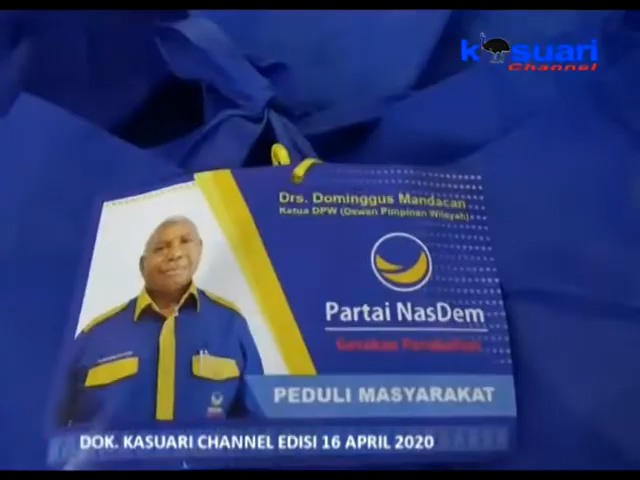 kasuari
Channel
Drs. Dominggus Mandacan
Ketua DPW (Dewan Pimpinan Wilayah)
Partai NasDem
Gerakan Perubahan
PEDULI MASYARAKAT
DOK. KASUARI CHANNEL EDISI 16 APRIL 2020